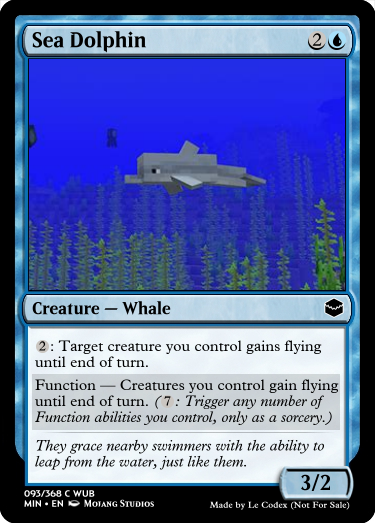 Sea Dolphin 2
Creature — Whale
2: Target creature you control gains flying
until end of turn.
Function — Creatures you control gain flying
until end of turn. (7: Trigger any number of
Function abilities you control, only as a sorcery.)
They grace nearby swimmers with the ability to
leap from the water, just like them.
3/2
093/368 C WUB
MIN • EN Mojang Studios
Made by Le Codex (Not For Sale)